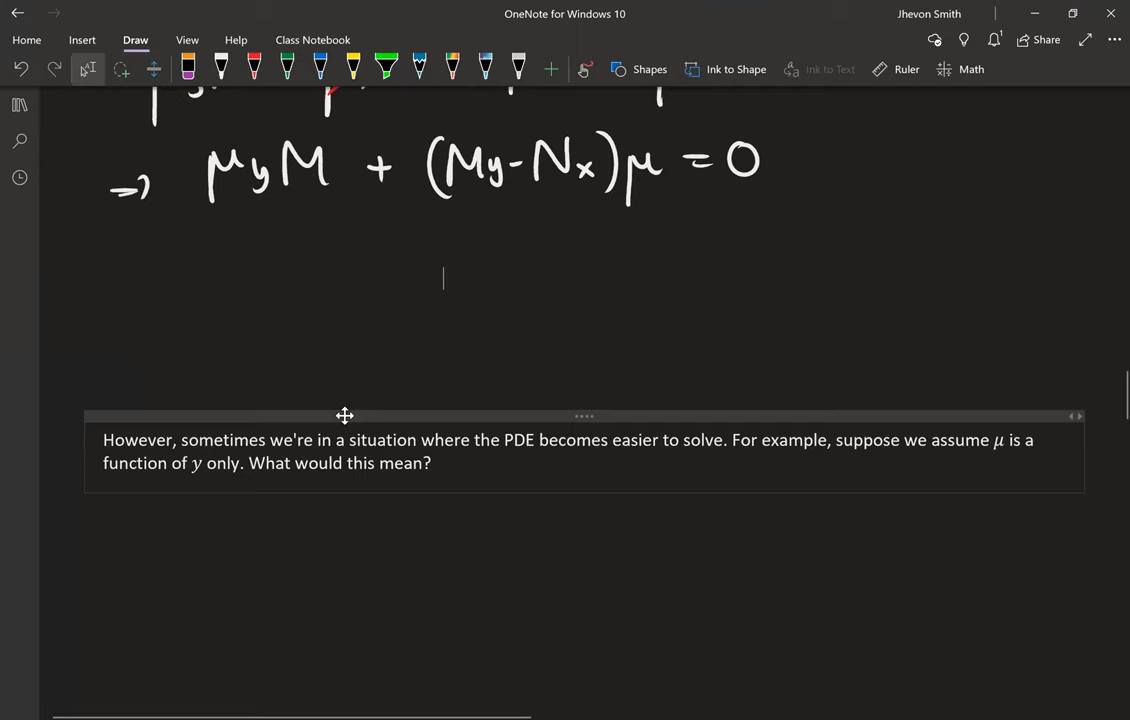 OneNote for Windows 10
Jhevon Smith
Home Insert Draw View Help Class Notebook
1 Share
Shapes Ink to Shape Ink to Text Ruler Math
⇒ μyM + (My-Nx)μ = 0
However, sometimes we're in a situation where the PDE becomes easier to solve. For example, suppose we assume μ is a
function of y only. What would this mean?